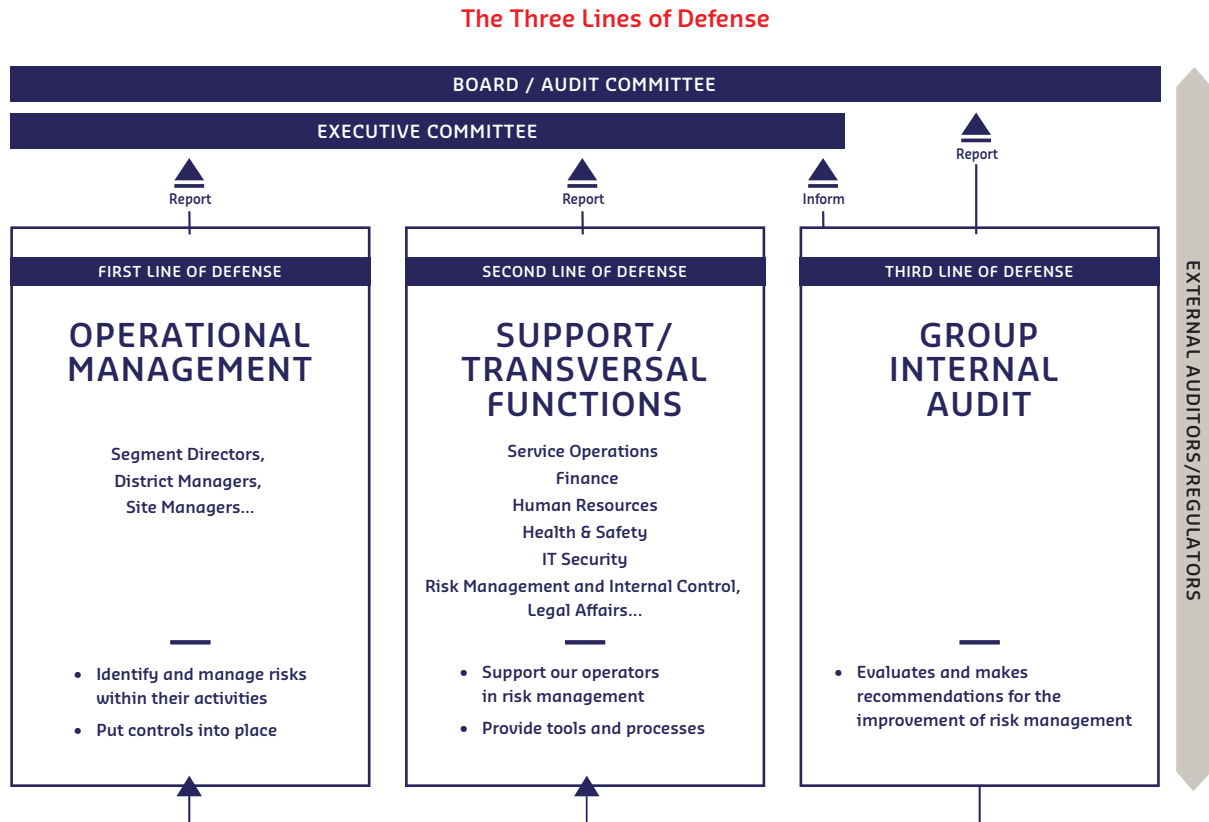 The Three Lines of Defense
BOARD / AUDIT COMMITTEE
EXECUTIVE COMMITTEE
Report
Report
Inform
Report
FIRST LINE OF DEFENSE
OPERATIONAL
MANAGEMENT
Segment Directors,
District Managers,
Site Managers...
• Identify and manage risks
within their activities
• Put controls into place
SECOND LINE OF DEFENSE
SUPPORT/
TRANSVERSAL
FUNCTIONS
Service Operations
Finance
Human Resources
Health & Safety
IT Security
Risk Management and Internal Control,
Legal Affairs...
• Support our operators
in risk management
• Provide tools and processes
THIRD LINE OF DEFENSE
GROUP
INTERNAL
AUDIT
• Evaluates and makes
recommendations for the
improvement of risk management
EXTERNAL AUDITORS/REGULATORS